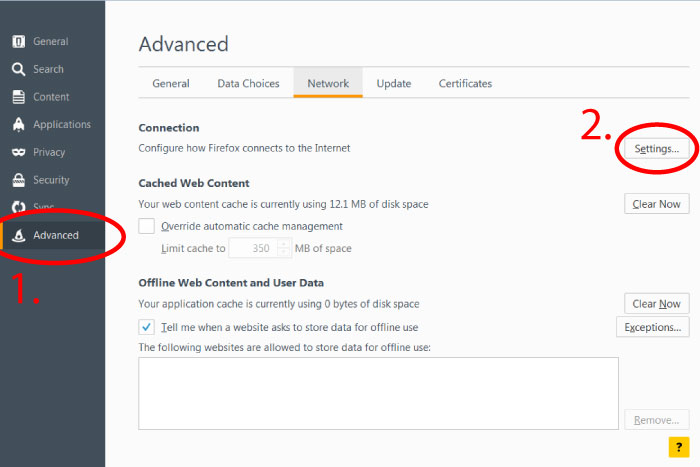 General
Search
Content
Applications
Privacy
Security
Sync
Advanced
1.
Advanced
General Data Choices Network Update Certificates
Connection
2.
Configure how Firefox connects to the Internet Settings...
Cached Web Content
Your web content cache is currently using 12.1 MB of disk space Clear Now
Override automatic cache management
Limit cache to 350 MB of space
Offline Web Content and User Data
Your application cache is currently using 0 bytes of disk space Clear Now
Tell me when a website asks to store data for offline use Exceptions...
The following websites are allowed to store data for offline use:
Remove...
?